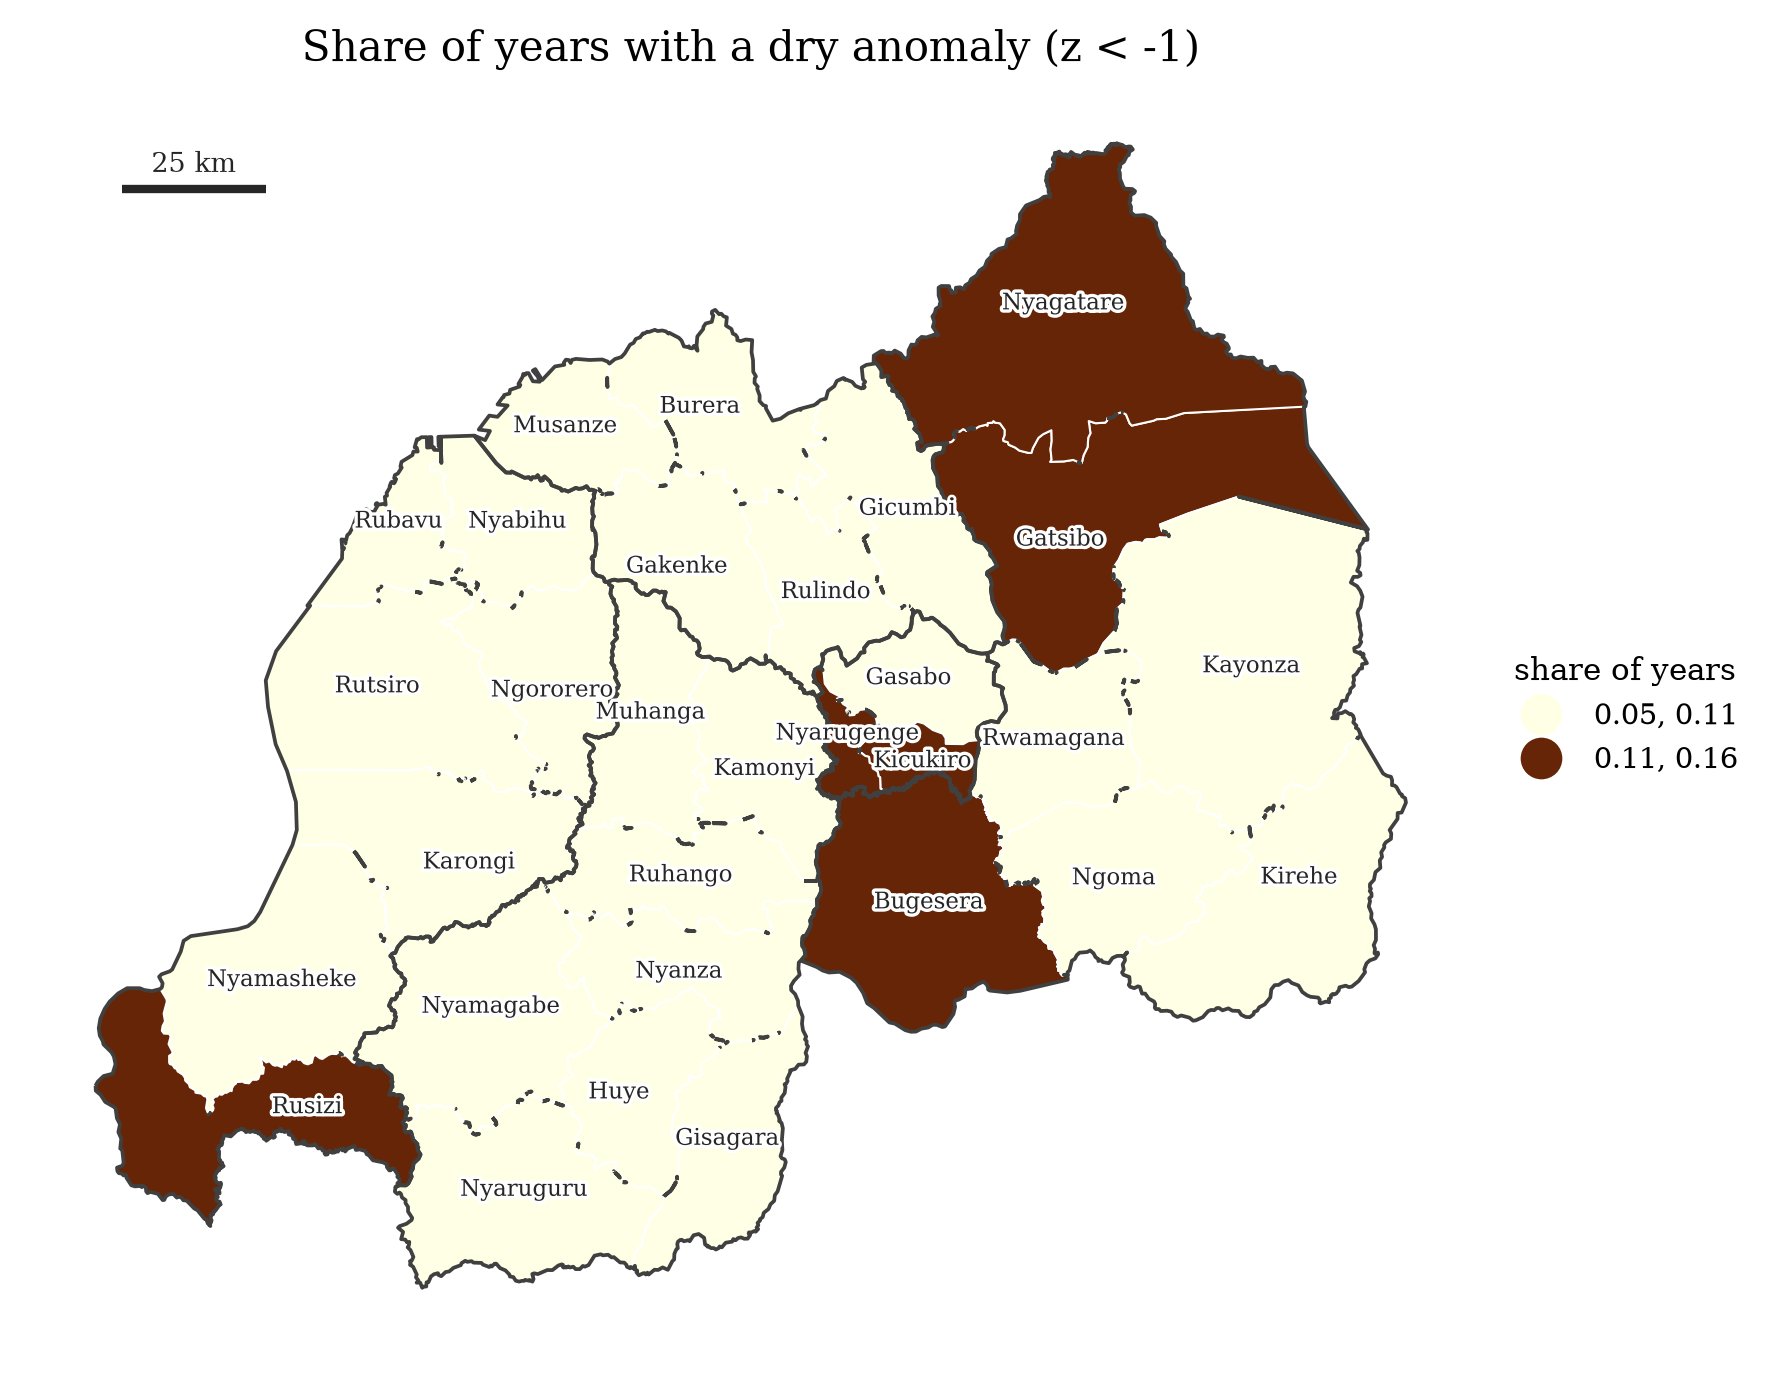 Share of years with a dry anomaly (z < -1)
25 km
Nyagatare
Burera
Musanze
Gicumbi
Rubavu
Nyabihu
Gatsibo
Gakenke
Rulindo
Kayonza
Gasabo
Rutsiro
Ngororero
Muhanga
Nyarugenge
Rwamagana
Kicukiro
Kamonyi
share of years
0.05, 0.11
0.11, 0.16
Karongi
Ruhango
Ngoma
Kirehe
Bugesera
Nyanza
Nyamasheke
Nyamagabe
Huye
Rusizi
Gisagara
Nyaruguru